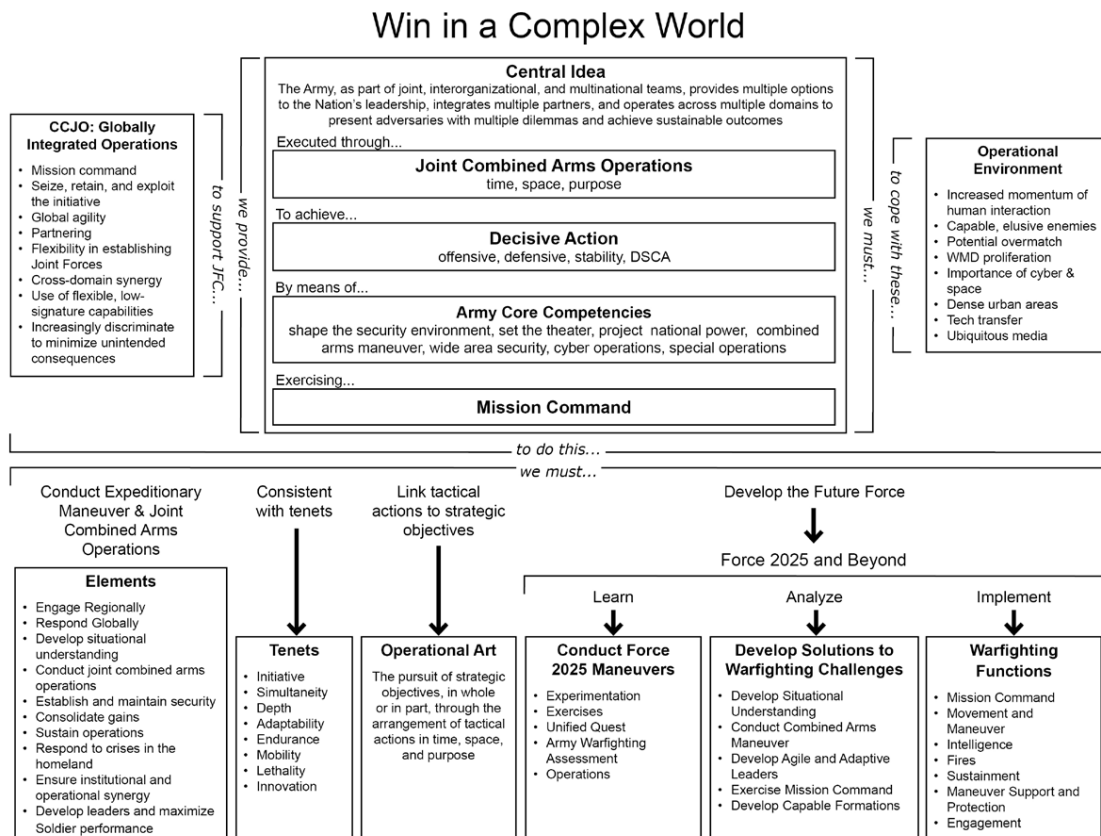 Win in a Complex World
Central Idea
The Army, as part of joint, interorganizational, and multinational teams, provides multiple options
to the Nation's leadership, integrates multiple partners, and operates across multiple domains to
present adversaries with multiple dilemmas and achieve sustainable outcomes
Executed through...
Joint Combined Arms Operations
time, space, purpose
To achieve...
Decisive Action
offensive, defensive, stability, DSCA
By means of...
Army Core Competencies
shape the security environment, set the theater, project national power, combined
arms maneuver, wide area security, cyber operations, special operations
Exercising...
Mission Command
CCJO: Globally
Integrated Operations
• Mission command
• Seize, retain, and exploit
the initiative
• Global agility
• Partnering
• Flexibility in establishing
Joint Forces
• Cross-domain synergy
• Use of flexible, low-
signature capabilities
• Increasingly discriminate
to minimize unintended
consequences
to support JFC...
we provide...
we must...
to cope with these...
Operational
Environment
• Increased momentum of
human interaction
• Capable, elusive enemies
• Potential overmatch
• WMD proliferation
• Importance of cyber &
space
• Dense urban areas
• Tech transfer
• Ubiquitous media
to do this...
we must...
Conduct Expeditionary
Maneuver & Joint
Combined Arms
Operations
Elements
• Engage Regionally
• Respond Globally
• Develop situational
understanding
• Conduct joint combined arms
operations
• Establish and maintain security
• Consolidate gains
• Sustain operations
• Respond to crises in the
homeland
• Ensure institutional and
operational synergy
• Develop leaders and maximize
Soldier performance
Consistent
with tenets
Tenets
• Initiative
• Simultaneity
• Depth
• Adaptability
• Endurance
• Mobility
• Lethality
• Innovation
Link tactical
actions to strategic
objectives
Operational Art
The pursuit of strategic
objectives, in whole
or in part, through the
arrangement of tactical
actions in time, space,
and purpose
Develop the Future Force
Force 2025 and Beyond
Learn
Conduct Force
2025 Maneuvers
• Experimentation
• Exercises
• Unified Quest
• Army Warfighting
Assessment
• Operations
Analyze
Develop Solutions to
Warfighting Challenges
• Develop Situational
Understanding
• Conduct Combined Arms
Maneuver
• Develop Agile and Adaptive
Leaders
• Exercise Mission Command
• Develop Capable Formations
Implement
Warfighting
Functions
• Mission Command
• Movement and
Maneuver
• Intelligence
• Fires
• Sustainment
• Maneuver Support and
Protection
• Engagement